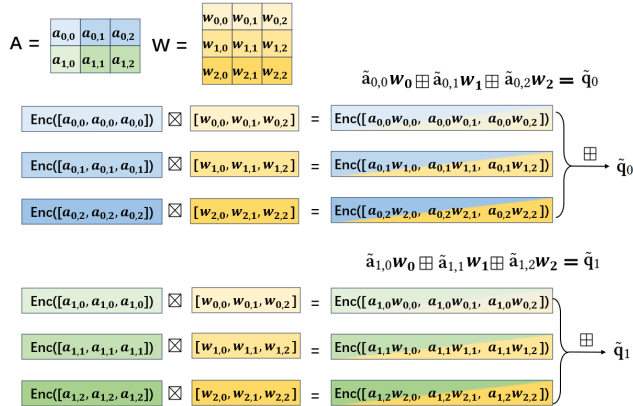 A = a0,0 a0,1 a0,2 W = w0,0 w0,1 w0,2
a1,0 a1,1 a1,2 w1,0 w1,1 w1,2
w2,0 w2,1 w2,2
ã0,0w0 ⊞ ã0,1w1 ⊞ ã0,2w2 = q̃0
Enc([a0,0, a0,0, a0,0]) ⊠ [w0,0, w0,1, w0,2] = Enc([a0,0w0,0, a0,0w0,1, a0,0w0,2])
Enc([a0,1, a0,1, a0,1]) ⊠ [w1,0, w1,1, w1,2] = Enc([a0,1w1,0, a0,1w1,1, a0,1w1,2])
⊞ q̃0
Enc([a0,2, a0,2, a0,2]) ⊠ [w2,0, w2,1, w2,2] = Enc([a0,2w2,0, a0,2w2,1, a0,2w2,2])
ã1,0w0 ⊞ ã1,1w1 ⊞ ã1,2w2 = q̃1
Enc([a1,0, a1,0, a1,0]) ⊠ [w0,0, w0,1, w0,2] = Enc([a1,0w0,0, a1,0w0,1, a1,0w0,2])
Enc([a1,1, a1,1, a1,1]) ⊠ [w1,0, w1,1, w1,2] = Enc([a1,1w1,0, a1,1w1,1, a1,1w1,2])
⊞ q̃1
Enc([a1,2, a1,2, a1,2]) ⊠ [w2,0, w2,1, w2,2] = Enc([a1,2w2,0, a1,2w2,1, a1,2w2,2])